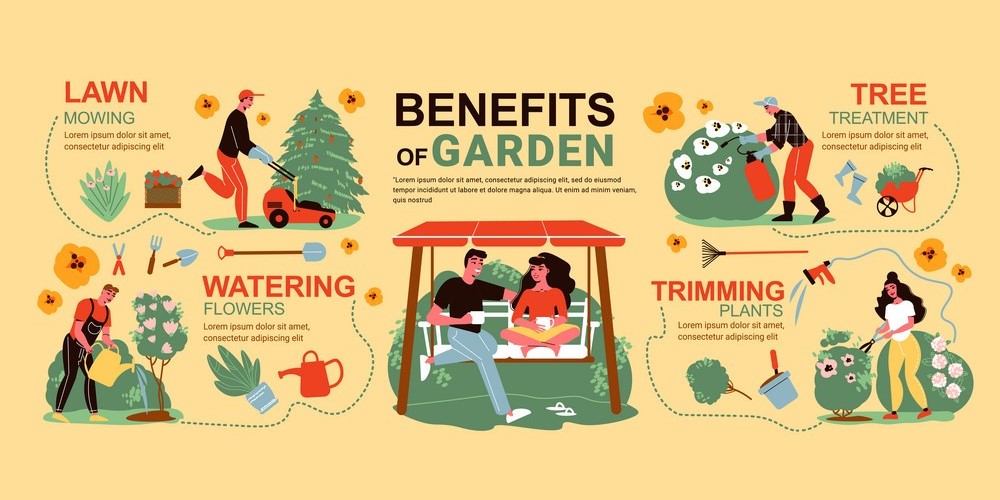 LAWN
MOWING
Lorem ipsum dolor sit amet,
consectetur adipiscing elit
BENEFITS
OF GARDEN
"Lorem ipsum dolor sit amet, consectetur adipiscing elit, sed do eiusmod
tempor incididunt ut labore et dolore magna aliqua. Ut enim ad minim veniam,
quis nostrud
TREE
TREATMENT
Lorem ipsum dolor sit amet,
consectetur adipiscing elit
WATERING
FLOWERS
Lorem ipsum dolor sit amet,
consectetur adipiscing elit
TRIMMING
PLANTS
Lorem ipsum dolor sit amet,
consectetur adipiscing elit